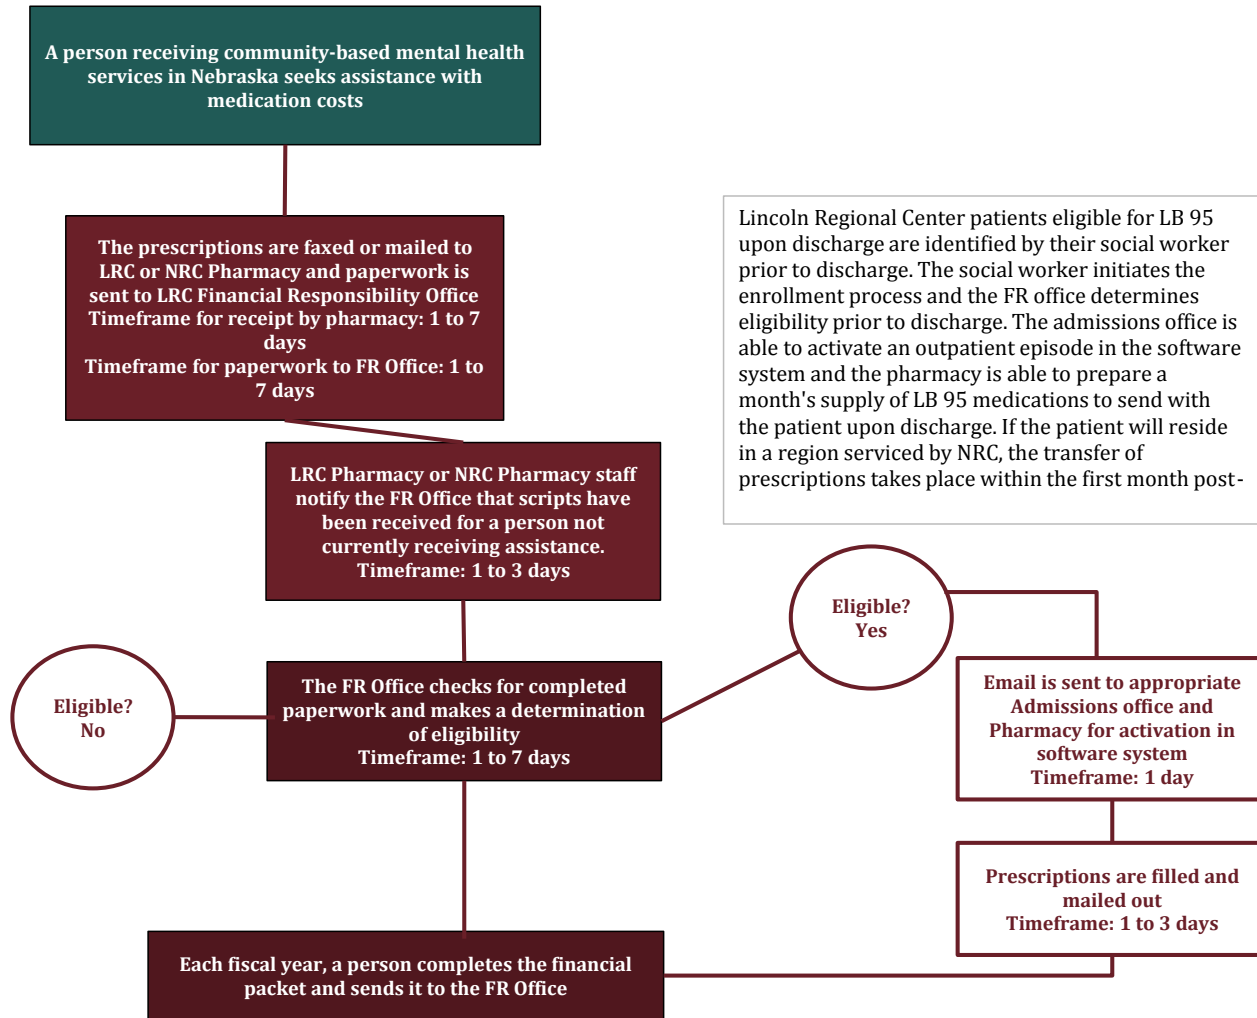 A person receiving community-based mental health
services in Nebraska seeks assistance with
medication costs
The prescriptions are faxed or mailed to
LRC or NRC Pharmacy and paperwork is
sent to LRC Financial Responsibility Office
Timeframe for receipt by pharmacy: 1 to 7
days
Timeframe for paperwork to FR Office: 1 to
7 days
Lincoln Regional Center patients eligible for LB 95
upon discharge are identified by their social worker
prior to discharge. The social worker initiates the
enrollment process and the FR office determines
eligibility prior to discharge. The admissions office is
able to activate an outpatient episode in the software
system and the pharmacy is able to prepare a
month's supply of LB 95 medications to send with
the patient upon discharge. If the patient will reside
in a region serviced by NRC, the transfer of
prescriptions takes place within the first month post-
LRC Pharmacy or NRC Pharmacy staff
notify the FR Office that scripts have
been received for a person not
currently receiving assistance.
Timeframe: 1 to 3 days
Eligible?
Yes
Eligible?
No
The FR Office checks for completed
paperwork and makes a determination
of eligibility
Timeframe: 1 to 7 days
Email is sent to appropriate
Admissions office and
Pharmacy for activation in
software system
Timeframe: 1 day
Prescriptions are filled and
mailed out
Timeframe: 1 to 3 days
Each fiscal year, a person completes the financial
packet and sends it to the FR Office